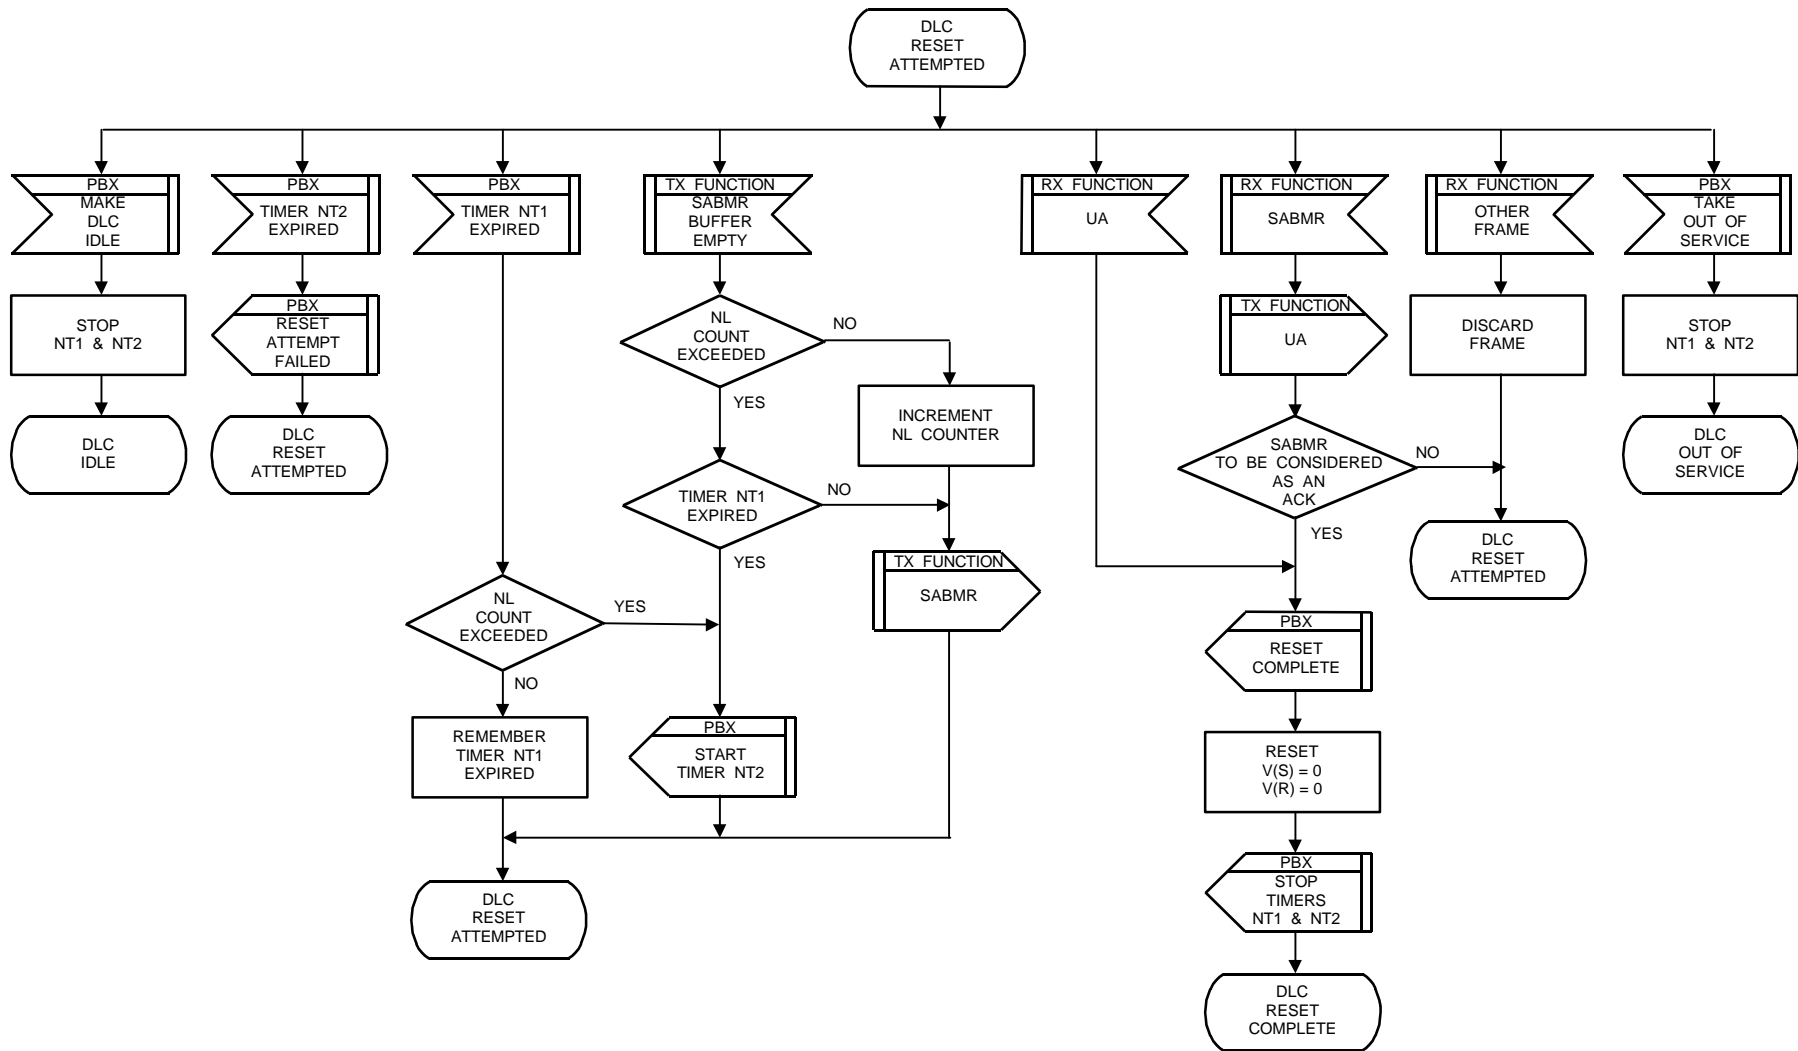 DLC
RESET
ATTEMPTED
PBX
MAKE
DLC
IDLE
STOP
NT1 & NT2
DLC
IDLE
PBX
TIMER NT2
EXPIRED
PBX
RESET
ATTEMPT
FAILED
DLC
RESET
ATTEMPTED
PBX
TIMER NT1
EXPIRED
NL
COUNT
EXCEEDED
YES
NO
REMEMBER
TIMER NT1
EXPIRED
DLC
RESET
ATTEMPTED
TX FUNCTION
SABMR
BUFFER
EMPTY
NL
COUNT
EXCEEDED
NO
YES
INCREMENT
NL COUNTER
TIMER NT1
EXPIRED
NO
YES
TX FUNCTION
SABMR
PBX
START
TIMER NT2
RX FUNCTION
UA
RX FUNCTION
SABMR
TX FUNCTION
UA
SABMR
TO BE CONSIDERED
AS AN
ACK
NO
YES
PBX
RESET
COMPLETE
RESET
V(S) = 0
V(R) = 0
PBX
STOP
TIMERS
NT1 & NT2
DLC
RESET
COMPLETE
RX FUNCTION
OTHER
FRAME
DISCARD
FRAME
DLC
RESET
ATTEMPTED
PBX
TAKE
OUT OF
SERVICE
STOP
NT1 & NT2
DLC
OUT OF
SERVICE